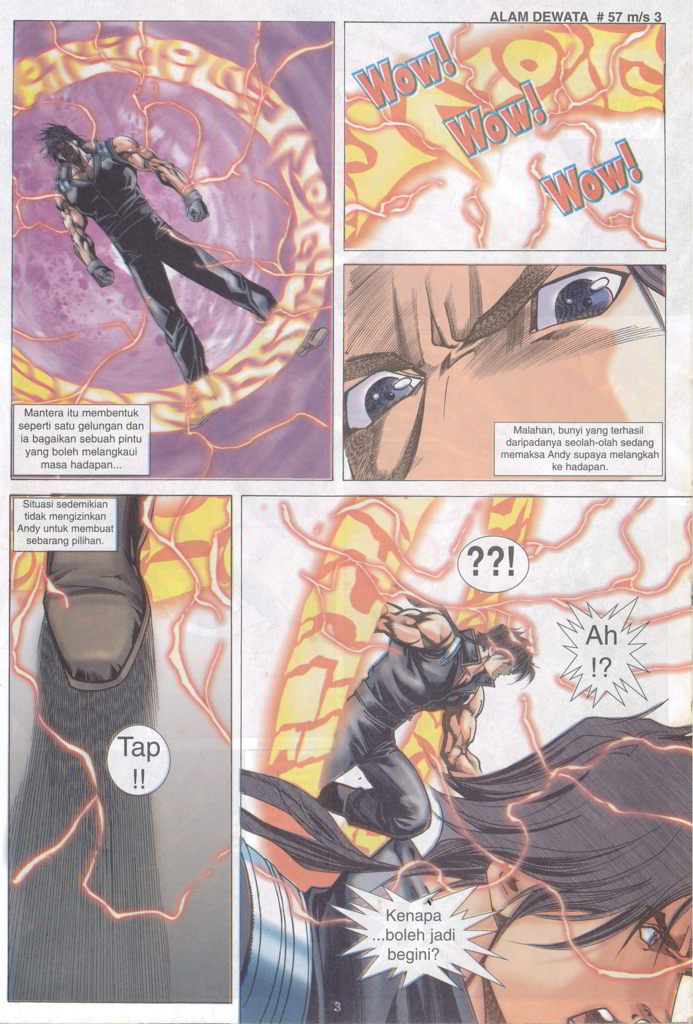 ALAM DEWATA # 57 m/s 3
Mantera itu membentuk
seperti satu gelungan dan
ia bagaikan sebuah pintu
yang boleh melangkaui
masa hadapan...
Wow!
Wow!
Wow!
Malahan, bunyi yang terhasil
daripadanya seolah-olah sedang
memaksa Andy supaya melangkah
ke hadapan.
Situasi sedemikian
tidak mengizinkan
Andy untuk membuat
sebarang pilihan.
Tap
!!
??!
Ah
!?
Kenapa
...boleh jadi
begini?
3